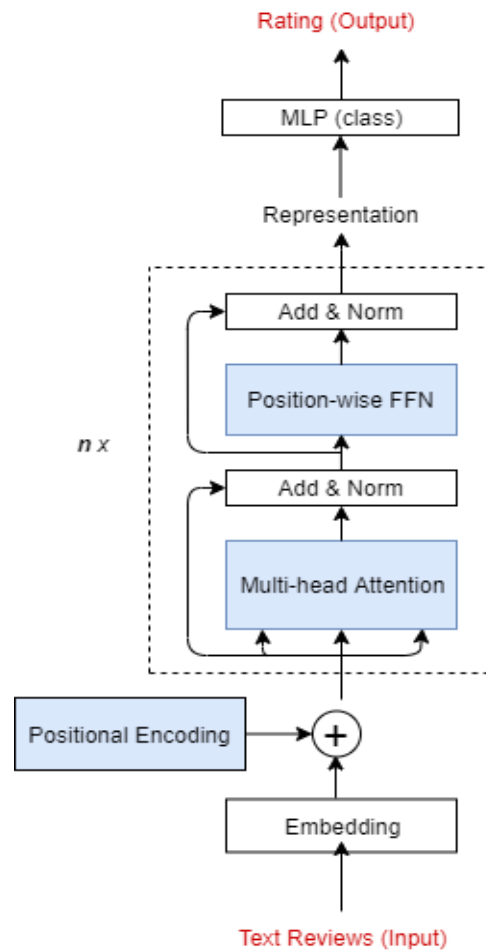 Rating (Output)
MLP (class)
Representation
Add & Norm
Position-wise FFN
n x
Add & Norm
Multi-head Attention
Positional Encoding
+
Embedding
Text Reviews (Input)